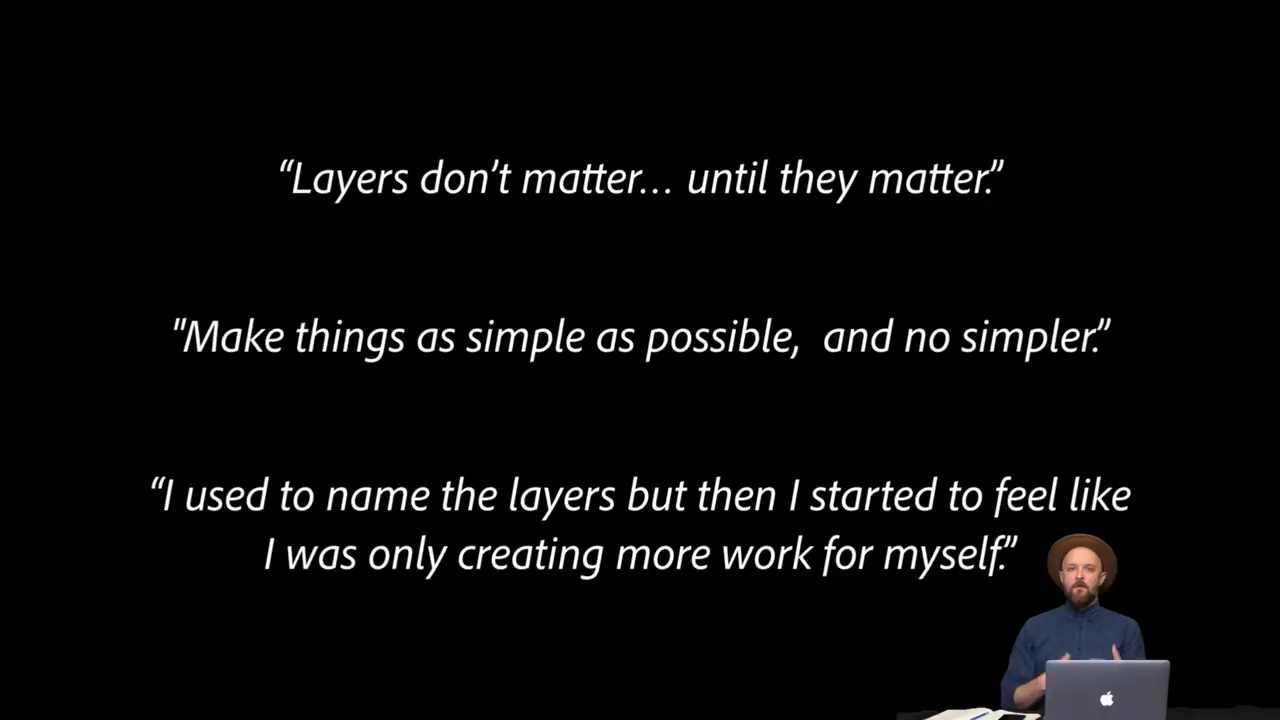 “Layers don’t matter… until they matter.”
"Make things as simple as possible,  and no simpler.”
“I used to name the layers but then I started to feel like
I was only creating more work for myself.”